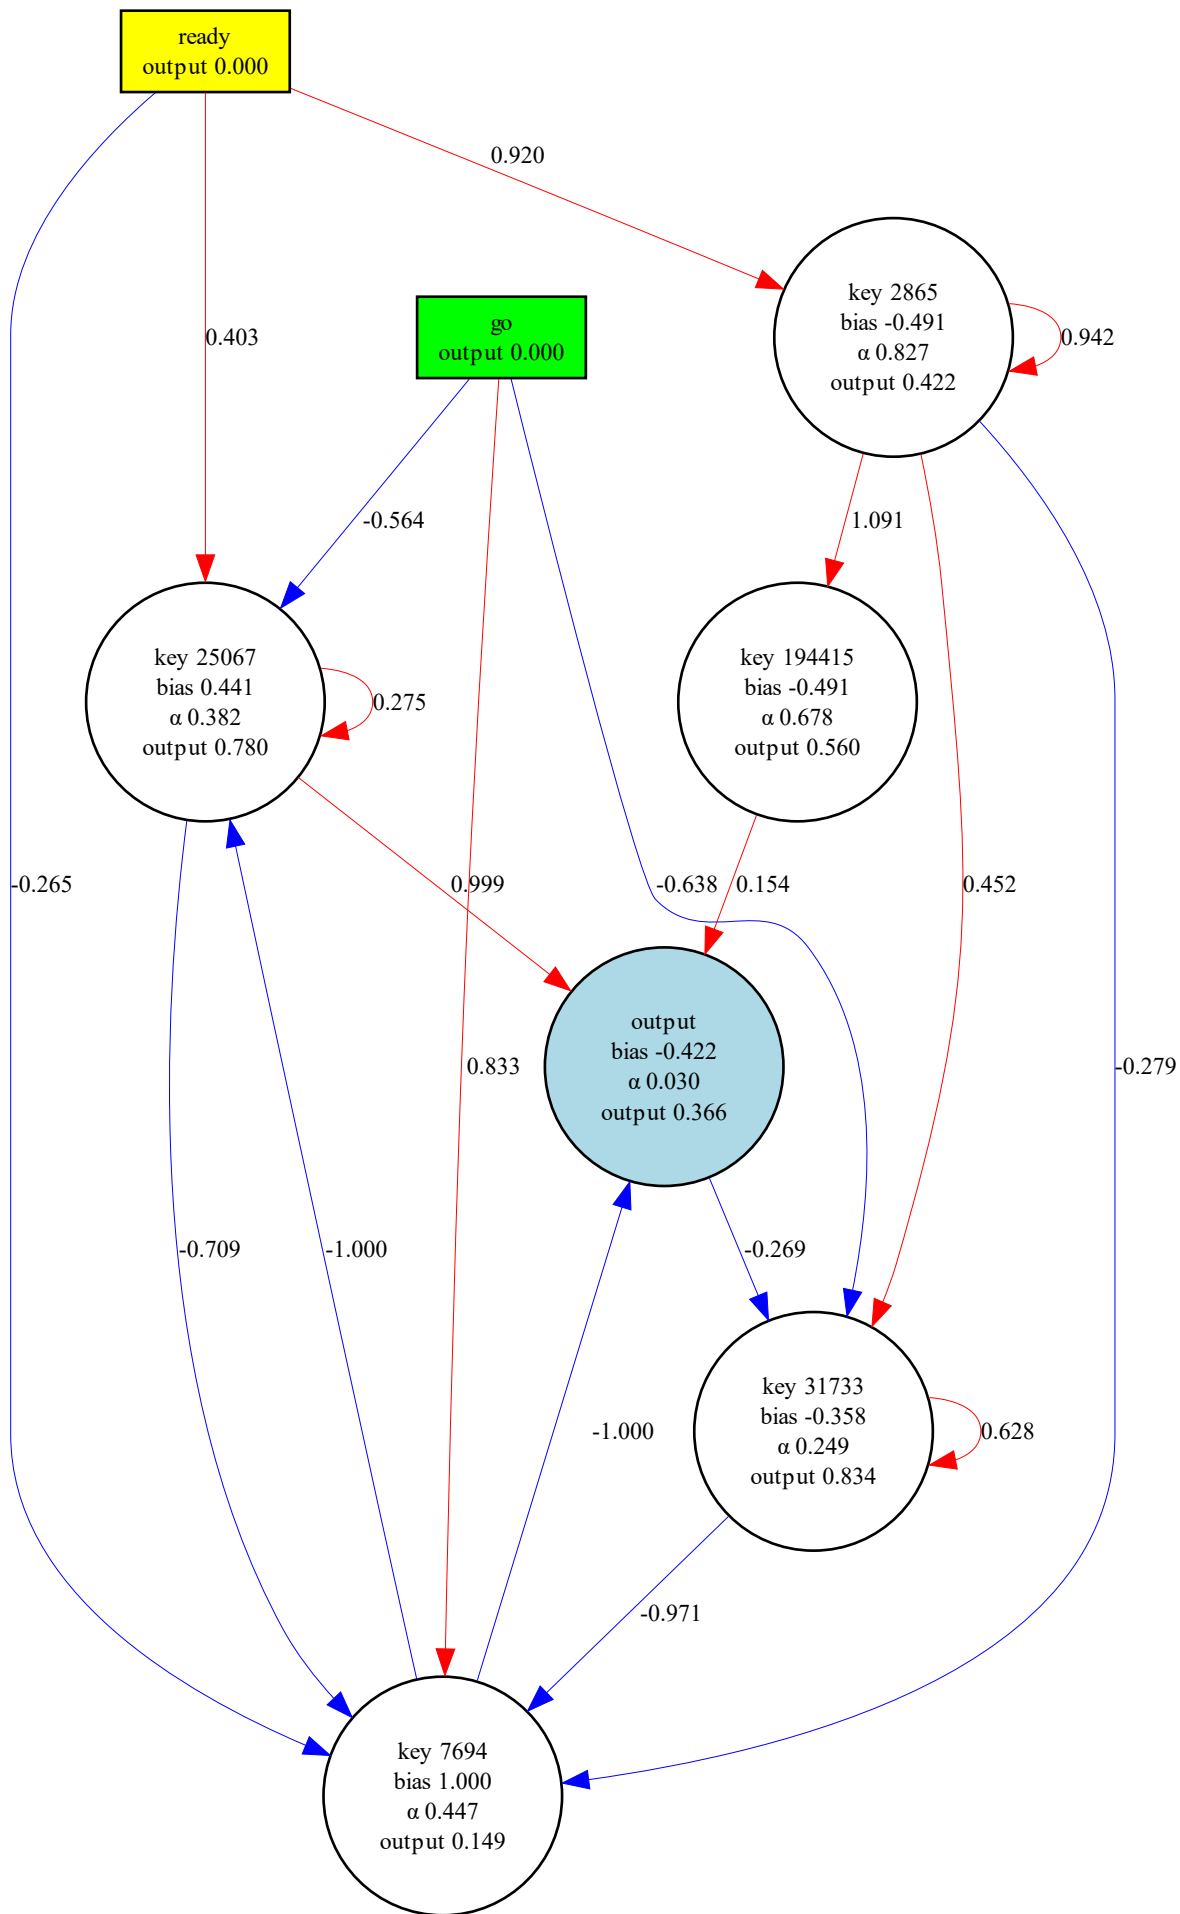 ready
output 0.000
0.920
key 2865
bias -0.491
α 0.827
output 0.422
0.942
go
output 0.000
0.403
-0.564
1.091
key 25067
bias 0.441
α 0.382
output 0.780
0.275
key 194415
bias -0.491
α 0.678
output 0.560
-0.265
0.999
-0.638
0.154
0.452
output
bias -0.422
α 0.030
output 0.366
0.833
-0.279
-0.709
-1.000
-0.269
-1.000
key 31733
bias -0.358
α 0.249
output 0.834
0.628
-0.971
key 7694
bias 1.000
α 0.447
output 0.149